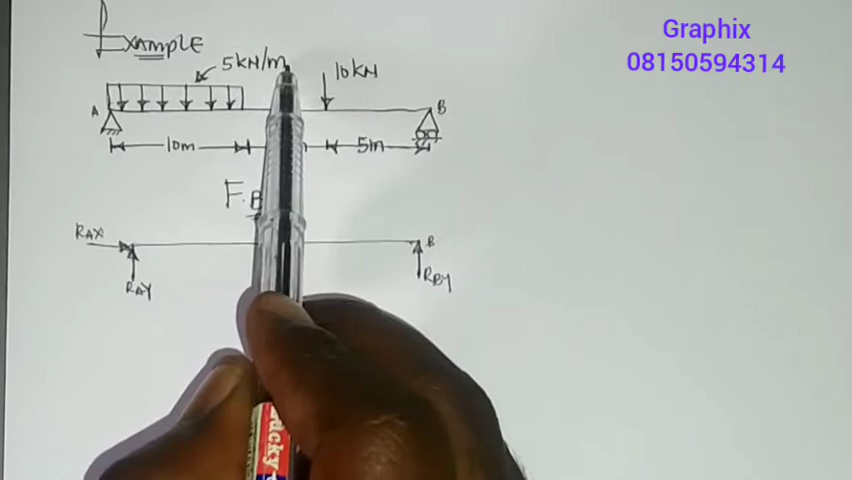 Graphix
08150594314
EXAMPLE
5kN/m
10kN
A
B
10m
5m
F.B
RAX
B
RAY
RBY